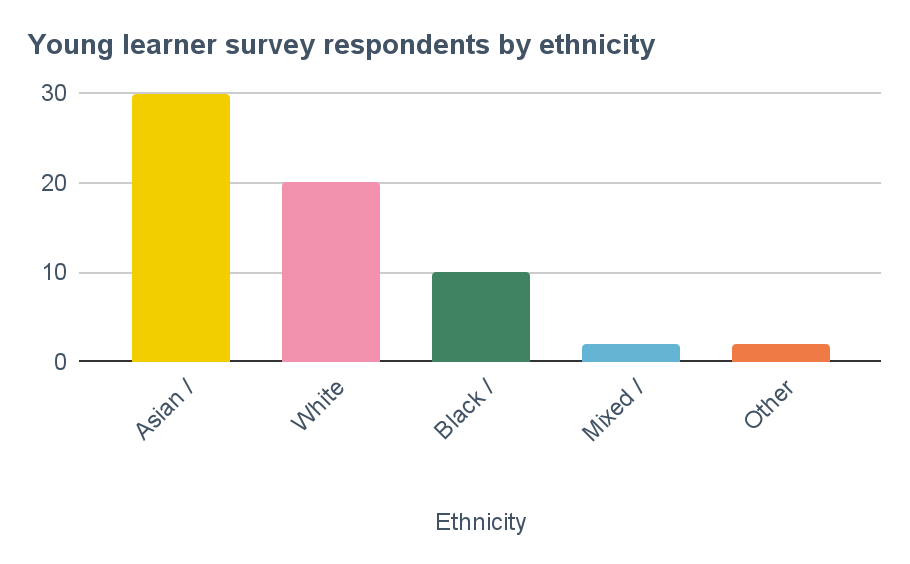 Young learner survey respondents by ethnicity
30
20
10
0
Asian /
White
Black /
Mixed /
Other
Ethnicity